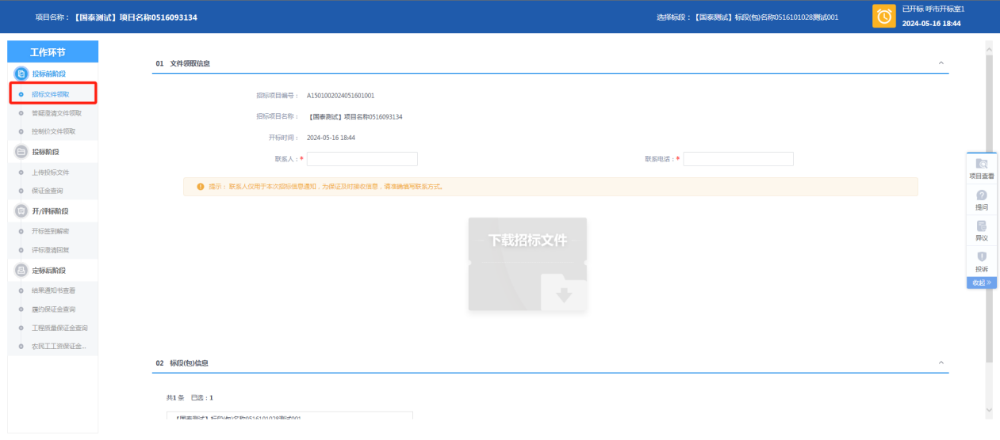 项目名称：【国泰测试】项目名称0516093134
选择标段：【国泰测试】标段(包)名称0516101028测试001
已开标 呼市开标室1
2024-05-16 18:44
工作环节
投标前阶段
招标文件领取
答疑澄清文件领取
控制价文件领取
投标阶段
上传投标文件
保证金查询
开/评标阶段
开标签到解密
评标澄清回复
定标后阶段
结果通知书查看
履约保证金查询
工程质量保证金查询
农民工工资保证金...
01 文件领取信息
招标项目编号： A1501002024051601001
招标项目名称： 【国泰测试】项目名称0516093134
开标时间： 2024-05-16 18:44
联系人：*
联系电话：*
提示： 联系人仅用于本次招标信息通知，为保证及时接收信息，请准确填写联系方式。
下载招标文件
02 标段(包)信息
共1 条 已选：1
【国泰测试】标段(包)名称0516101028测试001
项目查看
提问
异议
投诉
收起